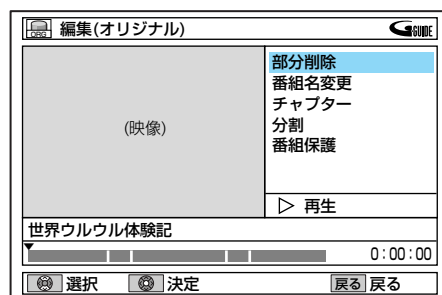 ORG 編集(オリジナル) GGUIDE
(映像)
部分削除
番組名変更
チャプター
分割
番組保護
再生
世界ウルウル体験記
0:00:00
選択 決定 戻る 戻る